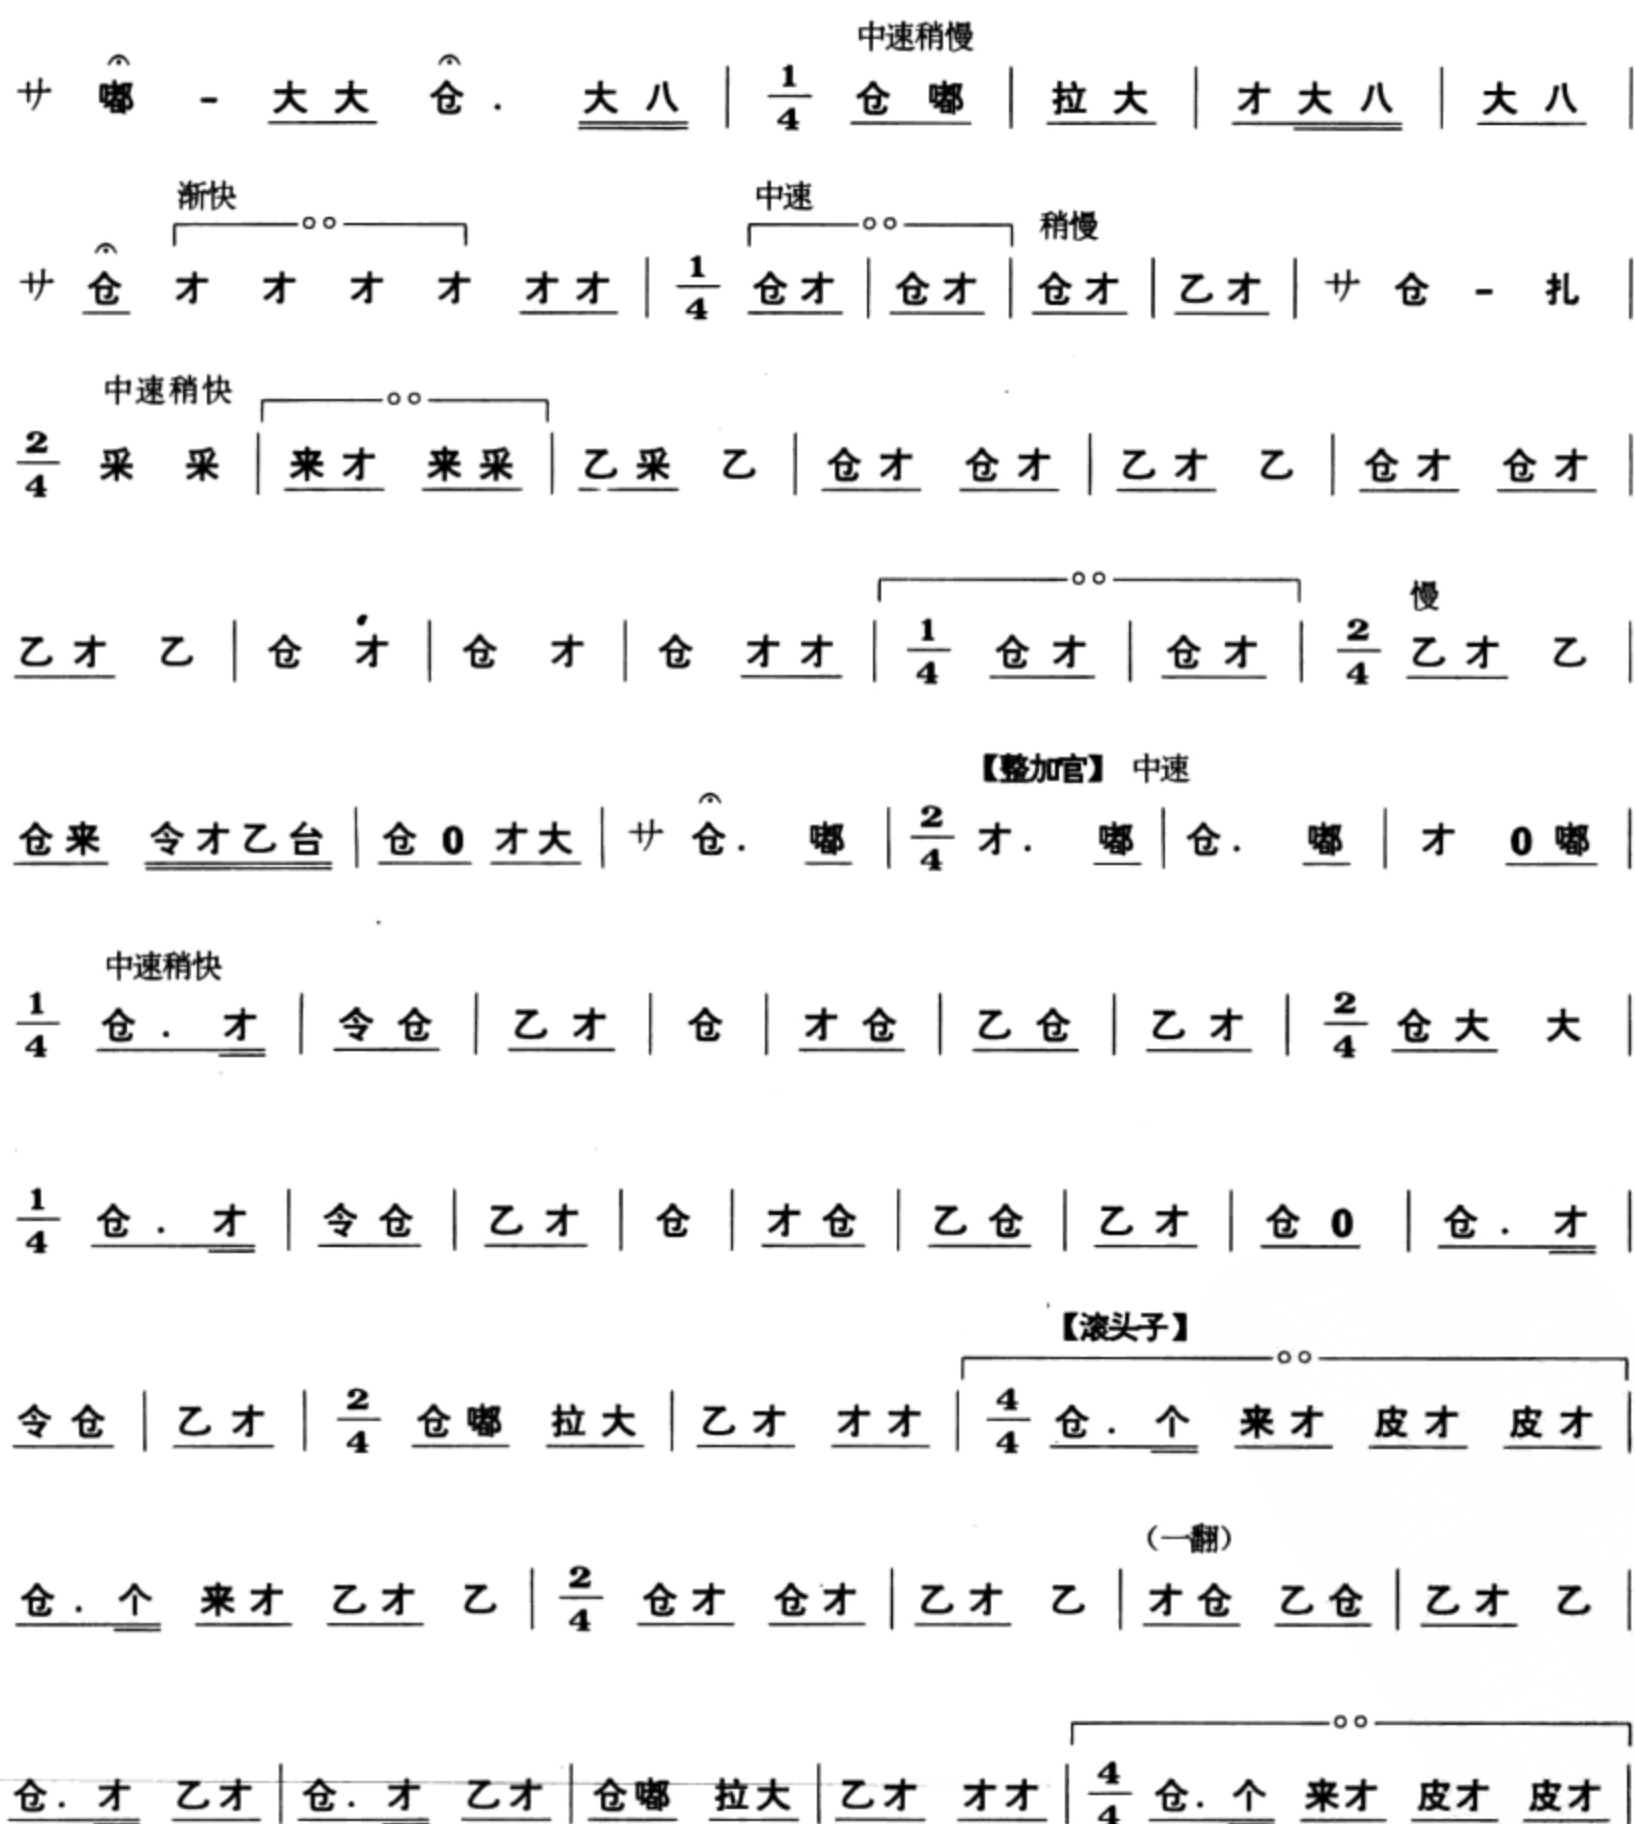 中速稍慢
サ 嘟 - 大 大 仓 . 大 八 | 1/4 仓 嘟 | 拉 大 | 才 大 八 | 大 八 |
渐快 中速 稍慢
サ 仓 才 才 才 才 才 才 | 1/4 仓 才 | 仓 才 | 仓 才 | 乙 才 | サ 仓 - 扎 |
中速稍快
2/4 采 采 | 来 才 来 采 | 乙 采 乙 | 仓 才 仓 才 | 乙 才 乙 | 仓 才 仓 才 |
慢
乙 才 乙 | 仓 才 | 仓 才 | 仓 才 才 | 1/4 仓 才 | 仓 才 | 2/4 乙 才 乙 |
【整加官】 中速
仓 来 令 才 乙 台 | 仓 0 才 大 | サ 仓 . 嘟 | 2/4 才 . 嘟 | 仓 . 嘟 | 才 0 嘟 |
中速稍快
1/4 仓 . 才 | 令 仓 | 乙 才 | 仓 | 才 仓 | 乙 仓 | 乙 才 | 2/4 仓 大 大 |
1/4 仓 . 才 | 令 仓 | 乙 才 | 仓 | 才 仓 | 乙 仓 | 乙 才 | 仓 0 | 仓 . 才 |
【滚头子】
令 仓 | 乙 才 | 2/4 仓 嘟 拉 大 | 乙 才 才 才 | 4/4 仓 . 个 来 才 皮 才 皮 才 |
（一翻）
仓 . 个 来 才 乙 才 乙 | 2/4 仓 才 仓 才 | 乙 才 乙 | 才 仓 乙 仓 | 乙 才 乙 |
仓 . 才 乙 才 | 仓 . 才 乙 才 | 仓 嘟 拉 大 | 乙 才 才 才 | 4/4 仓 . 个 来 才 皮 才 皮 才 |